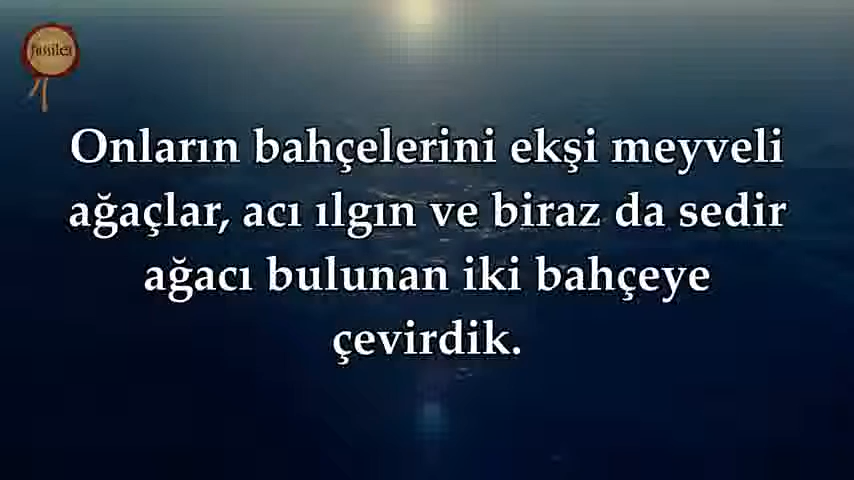 fussilet
Onların bahçelerini ekşi meyveli
ağaçlar, acı ılgın ve biraz da sedir
ağacı bulunan iki bahçeye
çevirdik.